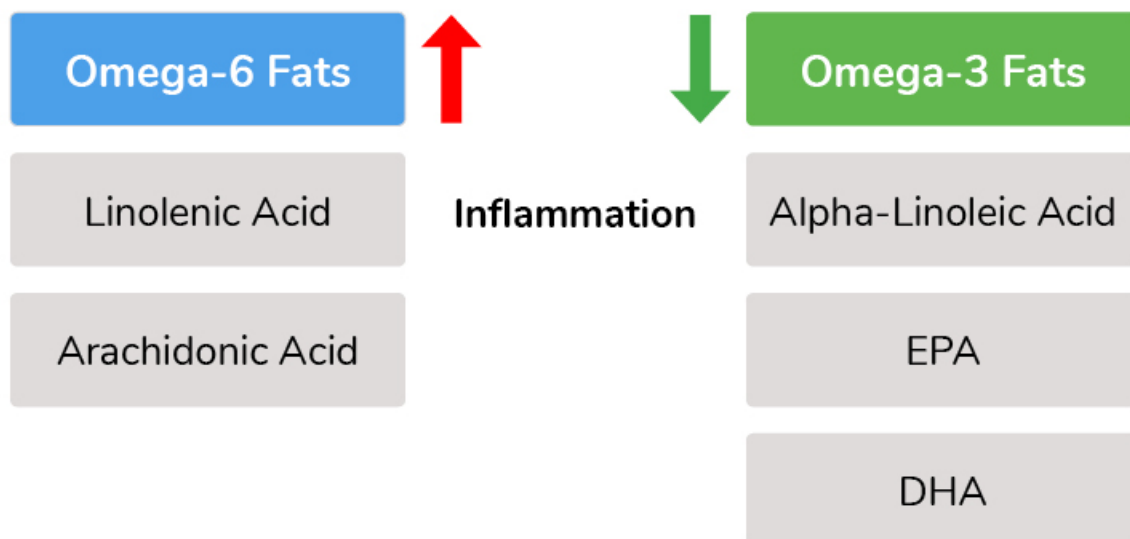 Omega-6 Fats
Omega-3 Fats
Linolenic Acid
Inflammation
Alpha-Linoleic Acid
Arachidonic Acid
EPA
DHA